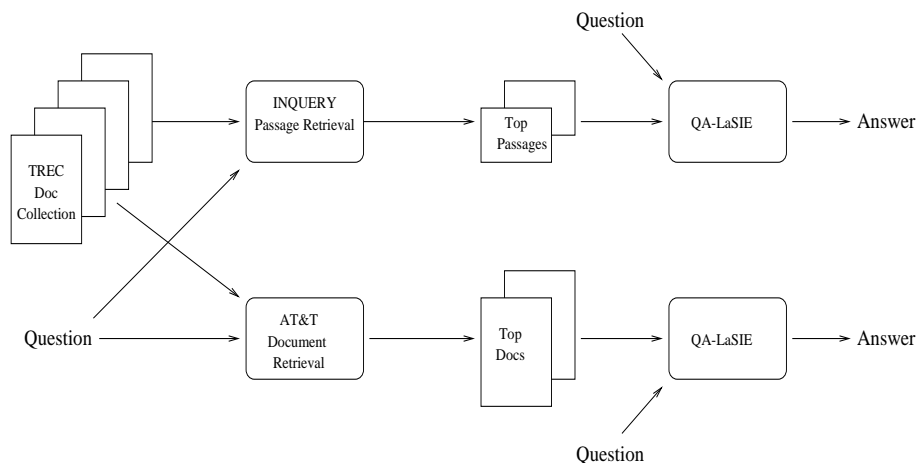 Question
INQUERY
Passage Retrieval
Top
Passages
QA-LaSIE
Answer
TREC
Doc
Collection
Question
AT&T
Document
Retrieval
Top
Docs
QA-LaSIE
Answer
Question